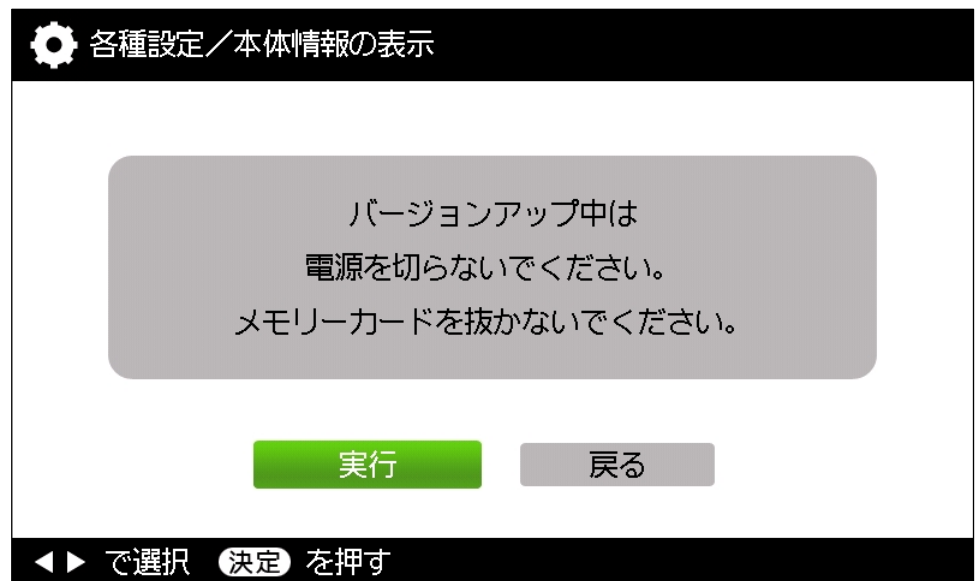 各種設定／本体情報の表示
バージョンアップ中は
電源を切らないでください。
メモリーカードを抜かないでください。
実行 戻る
◀▶ で選択 決定 を押す